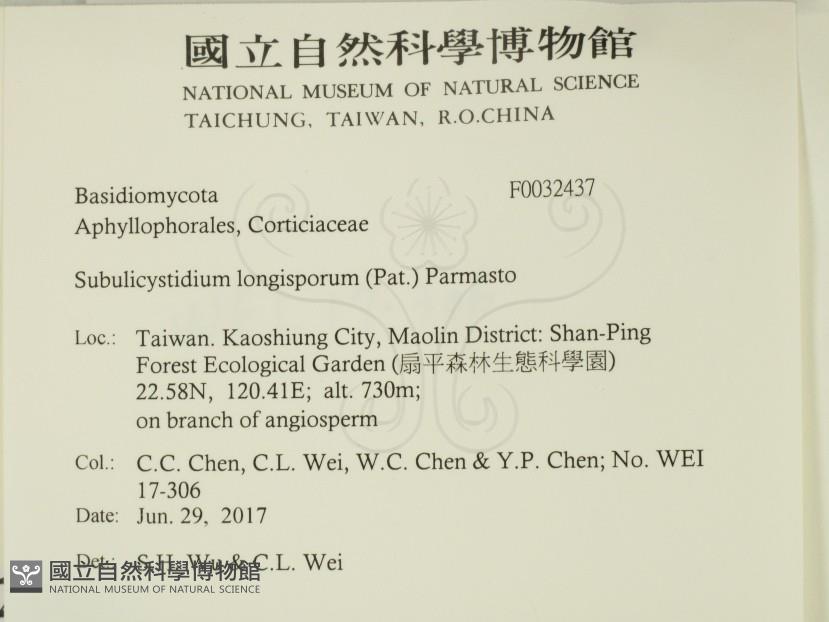 國立自然科學博物館
NATIONAL MUSEUM OF NATURAL SCIENCE
TAICHUNG, TAIWAN, R.O.CHINA
Basidiomycota F0032437
Aphyllophorales, Corticiaceae
Subulicystidium longisporum (Pat.) Parmasto
Loc.: Taiwan. Kaoshiung City, Maolin District: Shan-Ping
Forest Ecological Garden (扇平森林生態科學園)
22.58N, 120.41E; alt. 730m;
on branch of angiosperm
Col.: C.C. Chen, C.L. Wei, W.C. Chen & Y.P. Chen; No. WEI
17-306
Date: Jun. 29, 2017
Det.: S.H. Wu & C.L. Wei
國立自然科學博物館
NATIONAL MUSEUM OF NATURAL SCIENCE